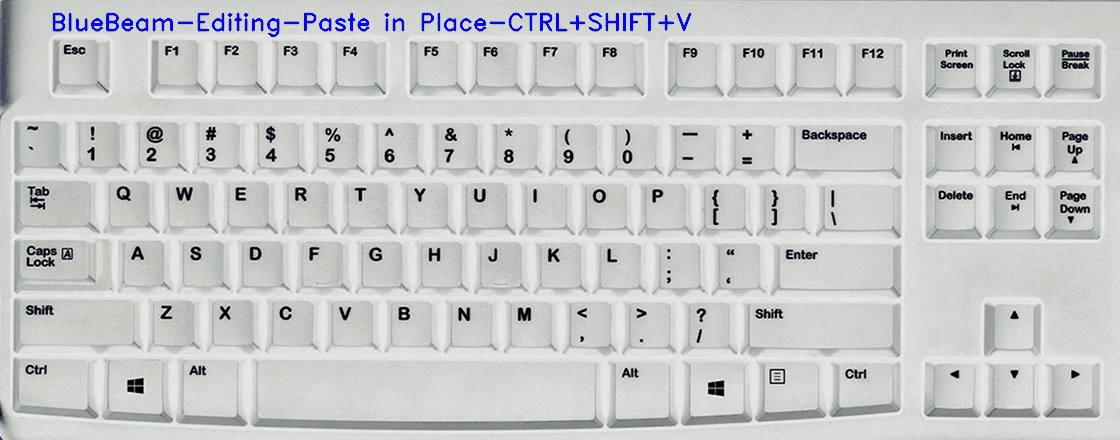 BlueBeam-Editing-Paste in Place-CTRL+SHIFT+V
Esc F1 F2 F3 F4 F5 F6 F7 F8 F9 F10 F11 F12 Print Screen Scroll Lock Pause Break
~ ` ! 1 @ 2 # 3 $ 4 % 5 ^ 6 & 7 * 8 ( 9 ) 0 — - + = Backspace Insert Home Page Up
Tab Q W E R T Y U I O P { [ } ] | \ Delete End Page Down
Caps Lock A S D F G H J K L : ; “ ‘ Enter
Shift Z X C V B N M < , > . ? / Shift
Ctrl Alt Alt Ctrl